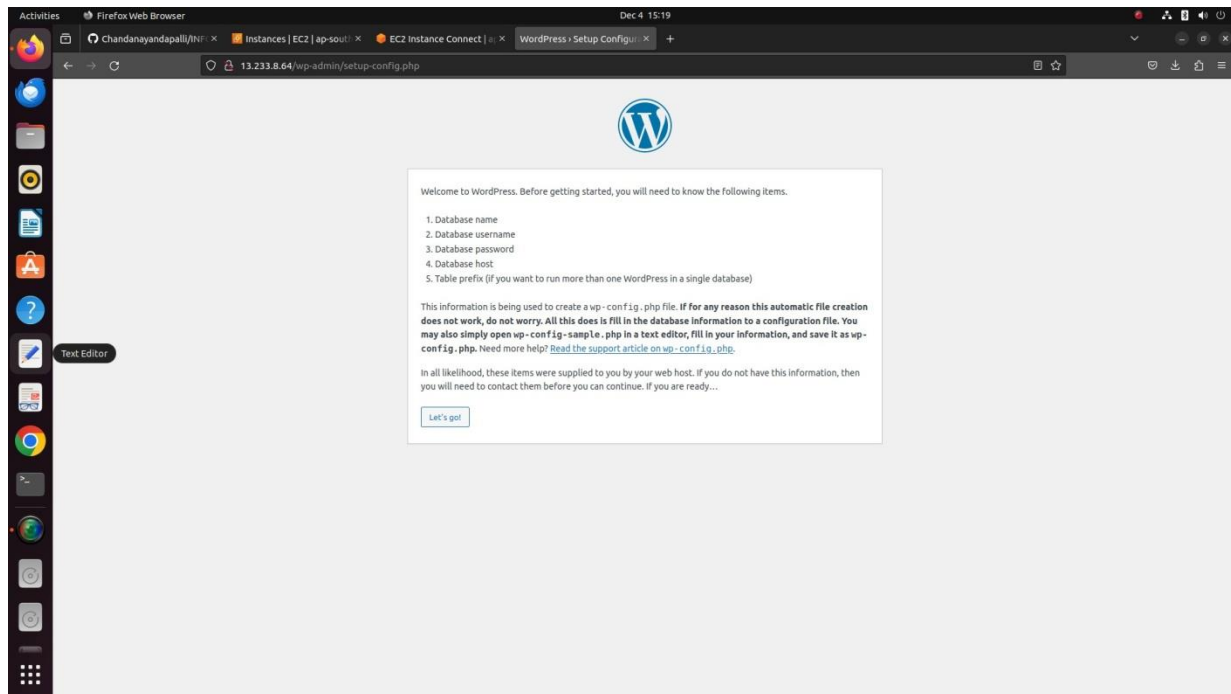 Activities
Firefox Web Browser
Dec 4 15:19
Chandanayandapalli/INF
Instances | EC2 | ap-south
EC2 Instance Connect | ap
WordPress › Setup Configur
13.233.8.64/wp-admin/setup-config.php
Welcome to WordPress. Before getting started, you will need to know the following items.
1. Database name
2. Database username
3. Database password
4. Database host
5. Table prefix (if you want to run more than one WordPress in a single database)
This information is being used to create a wp-config.php file. If for any reason this automatic file creation
does not work, do not worry. All this does is fill in the database information to a configuration file. You
may also simply open wp-config-sample.php in a text editor, fill in your information, and save it as wp-
config.php. Need more help? Read the support article on wp-config.php.
Text Editor
In all likelihood, these items were supplied to you by your web host. If you do not have this information, then
you will need to contact them before you can continue. If you are ready…
Let's go!